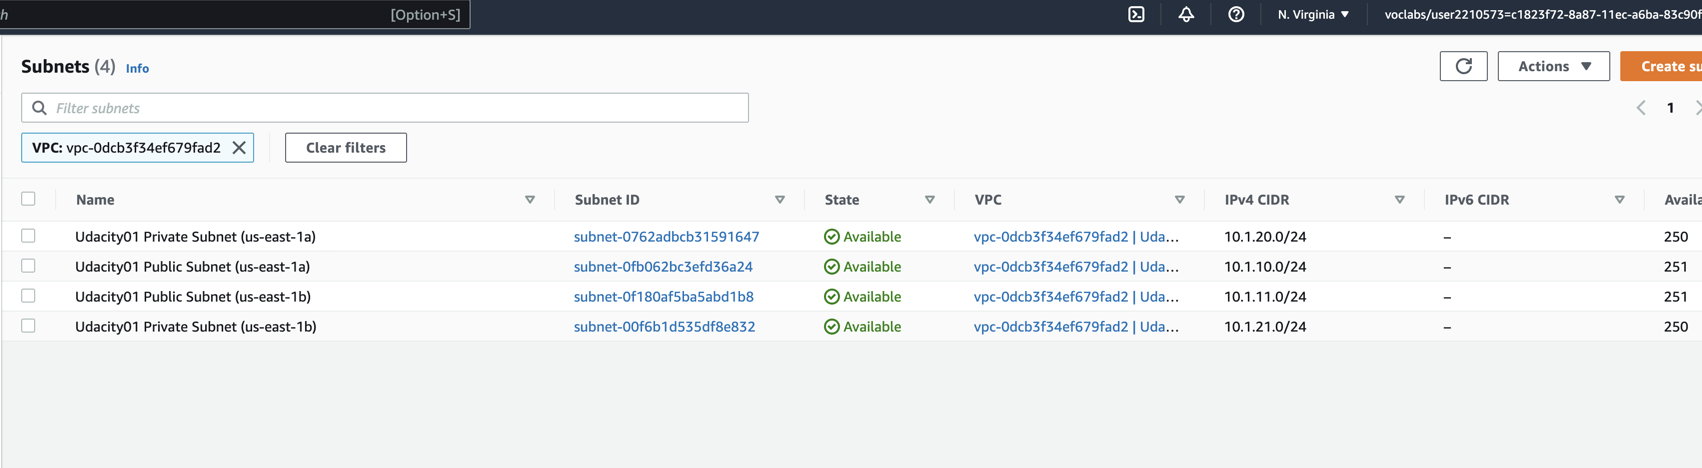 h [Option+S] N. Virginia ▼ voclabs/user2210573=c1823f72-8a87-11ec-a6ba-83c90f
Subnets (4) Info Actions ▼ Create su
Filter subnets 1
VPC: vpc-0dcb3f34ef679fad2 Clear filters
Name Subnet ID State VPC IPv4 CIDR IPv6 CIDR Availa
Udacity01 Private Subnet (us-east-1a) subnet-0762adbcb31591647 Available vpc-0dcb3f34ef679fad2 | Uda... 10.1.20.0/24 – 250
Udacity01 Public Subnet (us-east-1a) subnet-0fb062bc3efd36a24 Available vpc-0dcb3f34ef679fad2 | Uda... 10.1.10.0/24 – 251
Udacity01 Public Subnet (us-east-1b) subnet-0f180af5ba5abd1b8 Available vpc-0dcb3f34ef679fad2 | Uda... 10.1.11.0/24 – 251
Udacity01 Private Subnet (us-east-1b) subnet-00f6b1d535df8e832 Available vpc-0dcb3f34ef679fad2 | Uda... 10.1.21.0/24 – 250